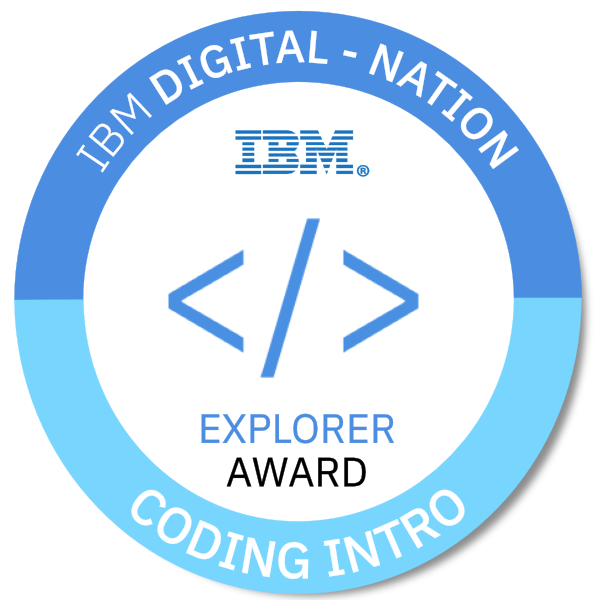 IBM DIGITAL - NATION
IBM®
</>
EXPLORER
AWARD
CODING INTRO